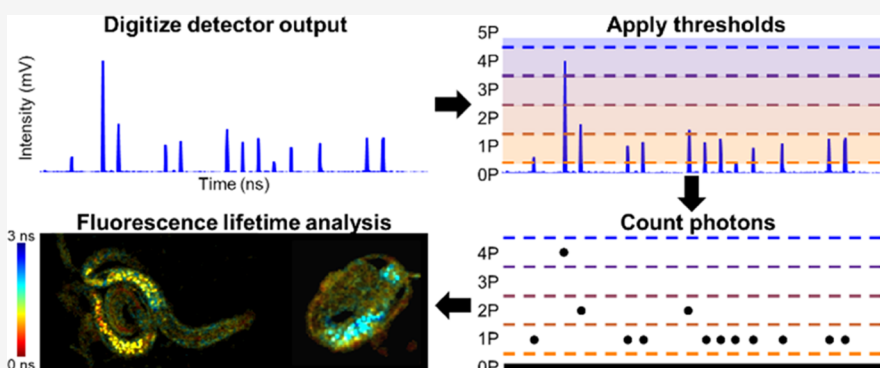 Digitize detector output
Intensity (mV)
Time (ns)
Apply thresholds
5P
4P
3P
2P
1P
0P
Fluorescence lifetime analysis
3 ns
0 ns
Count photons
4P
3P
2P
1P
0P